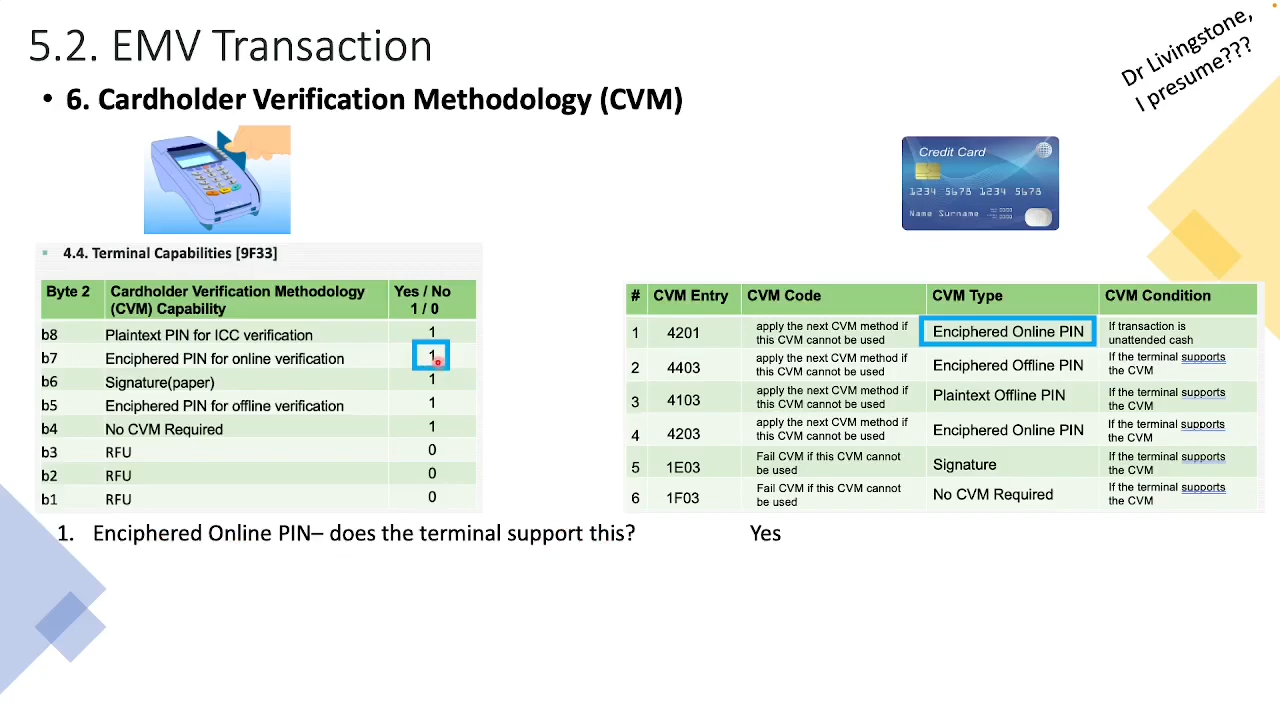 5.2. EMV Transaction
Dr Livingstone,
I presume???
• 6. Cardholder Verification Methodology (CVM)
Credit Card
1234 5678 1234 5678
Name Surname
4.4. Terminal Capabilities [9F33]
Byte 2 Cardholder Verification Methodology (CVM) Capability Yes / No 1 / 0
b8 Plaintext PIN for ICC verification 1
b7 Enciphered PIN for online verification 1
b6 Signature(paper) 1
b5 Enciphered PIN for offline verification 1
b4 No CVM Required 1
b3 RFU 0
b2 RFU 0
b1 RFU 0
# CVM Entry CVM Code CVM Type CVM Condition
1 4201 apply the next CVM method if this CVM cannot be used Enciphered Online PIN If transaction is unattended cash
2 4403 apply the next CVM method if this CVM cannot be used Enciphered Offline PIN If the terminal supports the CVM
3 4103 apply the next CVM method if this CVM cannot be used Plaintext Offline PIN If the terminal supports the CVM
4 4203 apply the next CVM method if this CVM cannot be used Enciphered Online PIN If the terminal supports the CVM
5 1E03 Fail CVM if this CVM cannot be used Signature If the terminal supports the CVM
6 1F03 Fail CVM if this CVM cannot be used No CVM Required If the terminal supports the CVM
1. Enciphered Online PIN– does the terminal support this? Yes